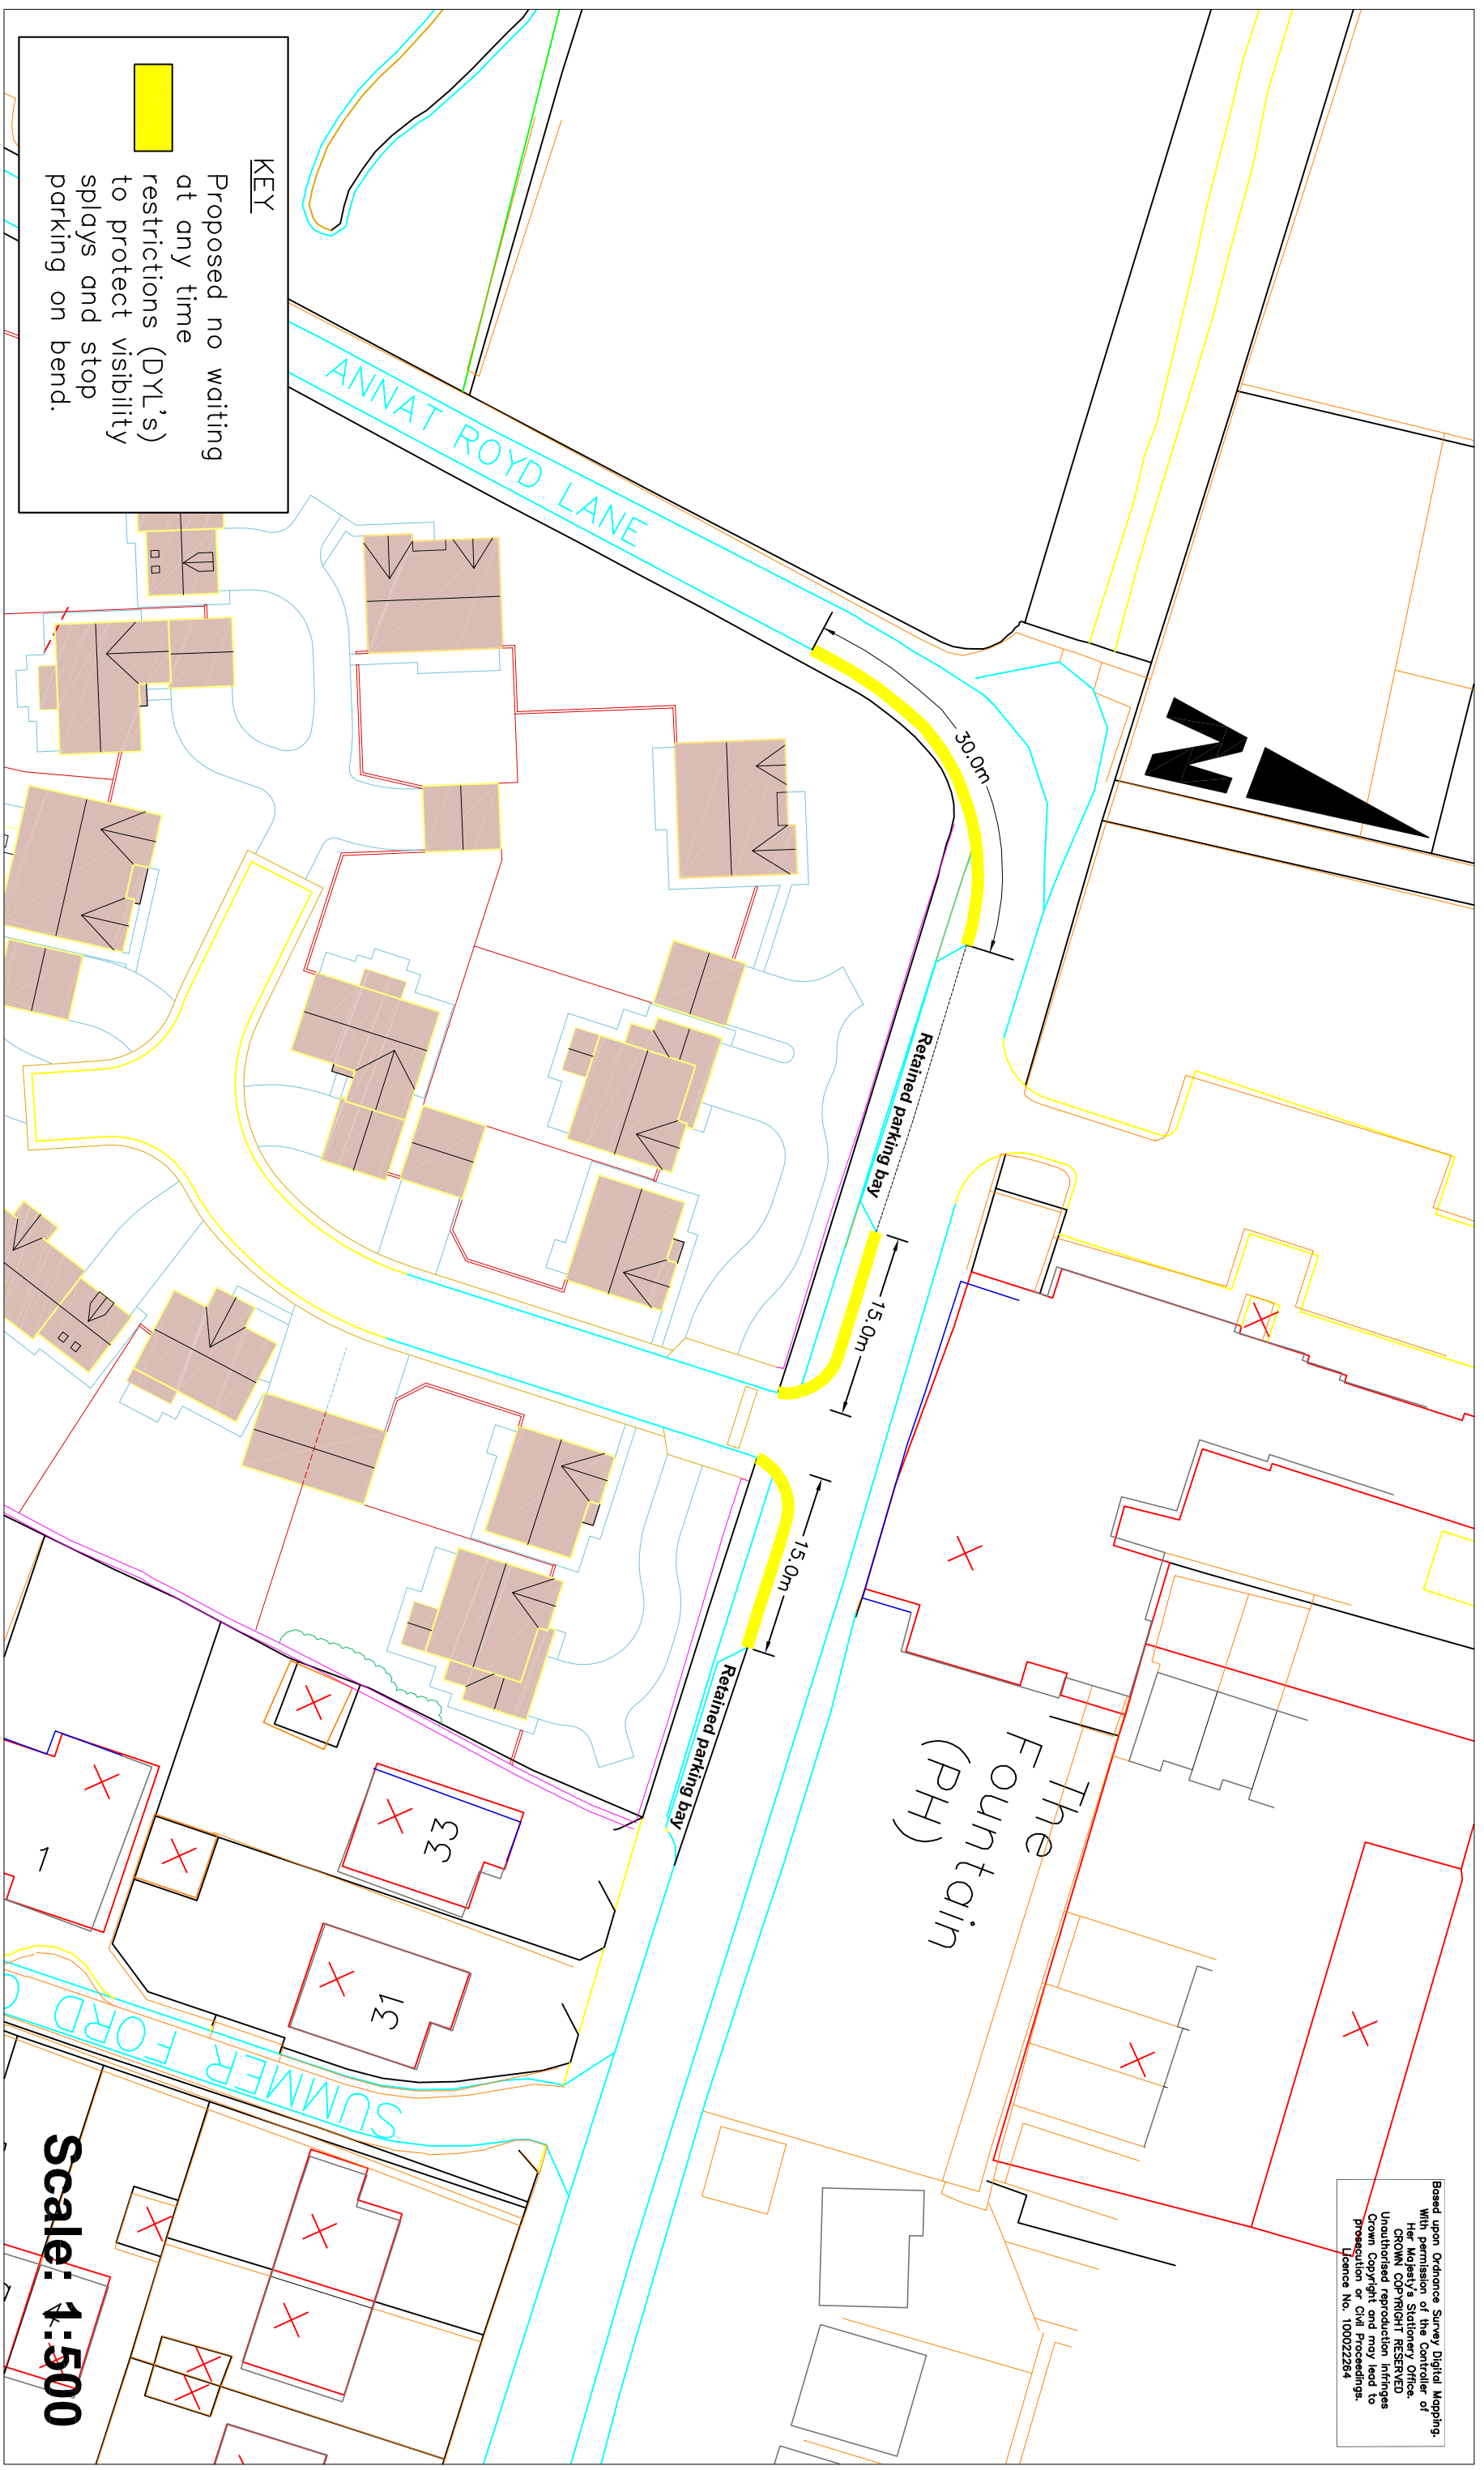 KEY
Proposed no waiting
at any time
restrictions (DYL's)
to protect visibility
splays and stop
parking on bend.
ANNAT ROYD LANE
N
30.0m
Retained parking bay
15.0m
15.0m
Retained parking bay
The
Fountain
(PH)
33
31
1
SUMMER FORD
Scale: 1:500
Based upon Ordnance Survey Digital Mapping.
With permission of the Controller of
Her Majesty's Stationery Office.
CROWN COPYRIGHT RESERVED
Unauthorised reproduction infringes
Crown Copyright and may lead to
prosecution or Civil Proceedings.
Licence No. 100022264